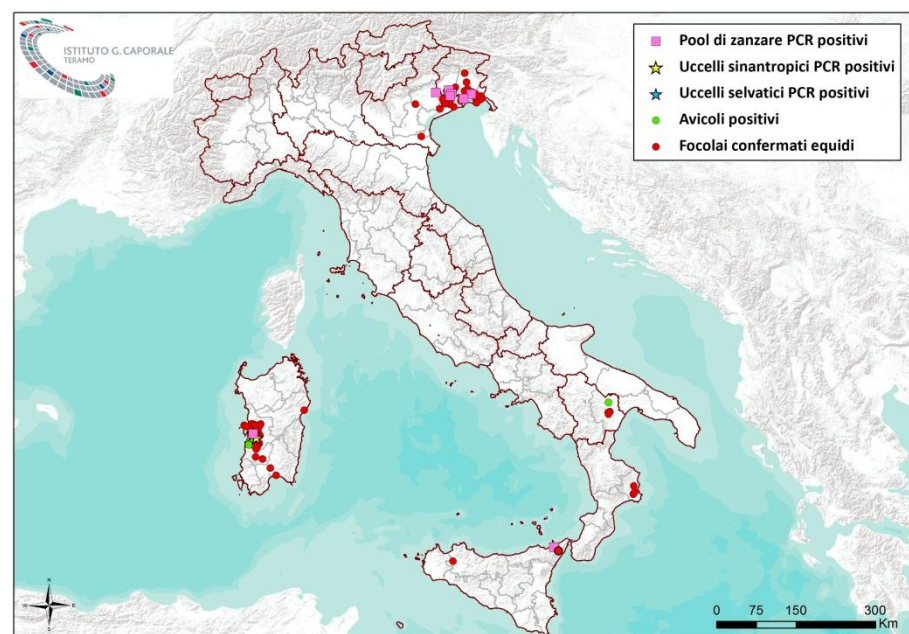 ISTITUTO G. CAPORALE
TERAMO
Pool di zanzare PCR positivi
Uccelli sinantropici PCR positivi
Uccelli selvatici PCR positivi
Avicoli positivi
Focolai confermati equidi
N
W
E
S
0 75 150 300
Km